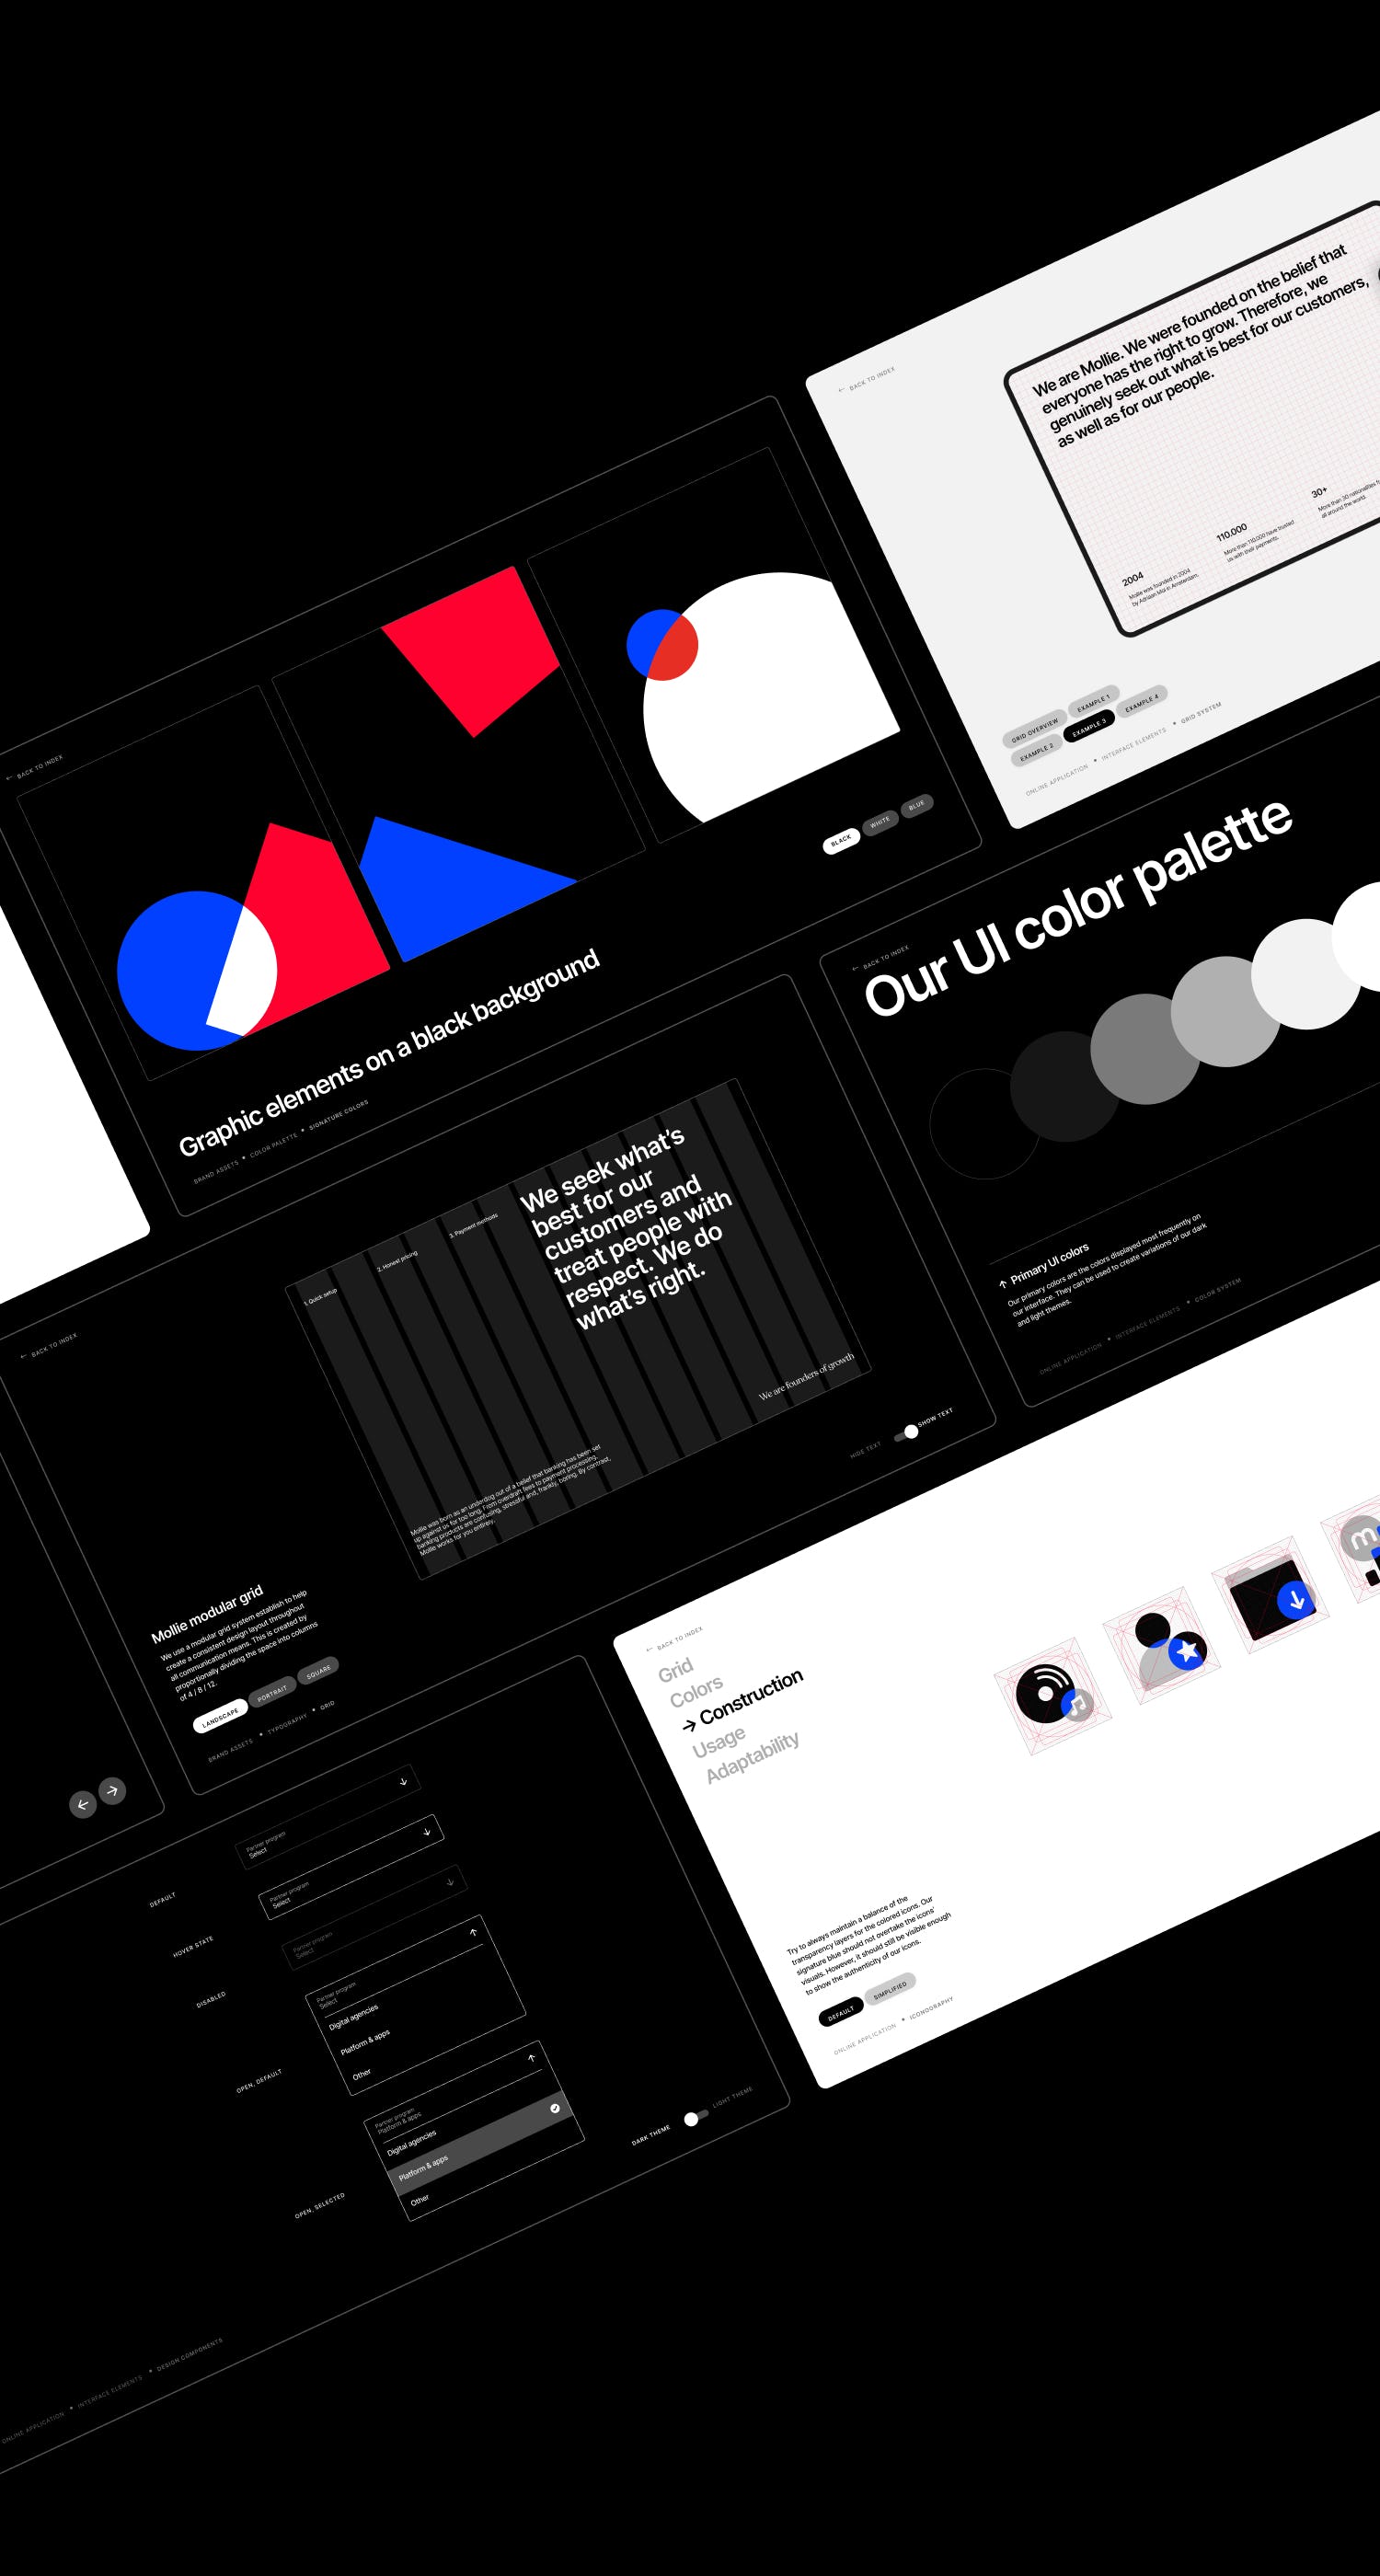 ← BACK TO INDEX
We are Mollie. We were founded on the belief that
everyone has the right to grow. Therefore, we
genuinely seek out what is best for our customers,
as well as for our people.
2004
Mollie was founded in 2004
by Adriaan Mol in Amsterdam.
110.000
More than 110.000 have trusted
us with their payments.
30+
More than 30 nationalities
all around the world.
GRID OVERVIEW
EXAMPLE 1
EXAMPLE 2
EXAMPLE 3
EXAMPLE 4
ONLINE APPLICATION • INTERFACE ELEMENTS • GRID SYSTEM
← BACK TO INDEX
BLACK
WHITE
BLUE
Graphic elements on a black background
BRAND ASSETS • COLOR PALETTE • SIGNATURE COLORS
← BACK TO INDEX
Our UI color palette
↑ Primary UI colors
Our primary colors are the colors displayed most frequently on
our interface. They can be used to create variations of our dark
and light themes.
ONLINE APPLICATION • INTERFACE ELEMENTS • COLOR SYSTEM
← BACK TO INDEX
1. Quick setup
2. Honest pricing
3. Payment methods
We seek what's
best for our
customers and
treat people with
respect. We do
what's right.
We are founders of growth
Mollie was born as an underdog out of a belief that banking has been set
up against us for too long. From overdraft fees to payment processing,
banking products are confusing, stressful and, frankly, boring. By contrast,
Mollie works for you entirely.
HIDE TEXT
SHOW TEXT
Mollie modular grid
We use a modular grid system establish to help
create a consistent design layout throughout
all communication means. This is created by
proportionally dividing the space into columns
of 4 / 8 / 12.
LANDSCAPE
PORTRAIT
SQUARE
BRAND ASSETS • TYPOGRAPHY • GRID
← BACK TO INDEX
Grid
Colors
→ Construction
Usage
Adaptability
m
Try to always maintain a balance of the
transparency layers for the colored icons. Our
signature blue should not overtake the icons'
visuals. However, it should still be visible enough
to show the authenticity of our icons.
DEFAULT
SIMPLIFIED
ONLINE APPLICATION • ICONOGRAPHY
DEFAULT
Partner program
Select
HOVER STATE
Partner program
Select
DISABLED
Partner program
Select
OPEN, DEFAULT
Partner program
Select
Digital agencies
Platform & apps
Other
OPEN, SELECTED
Partner program
Platform & apps
Digital agencies
Platform & apps
Other
DARK THEME
LIGHT THEME
ONLINE APPLICATION • INTERFACE ELEMENTS • DESIGN COMPONENTS